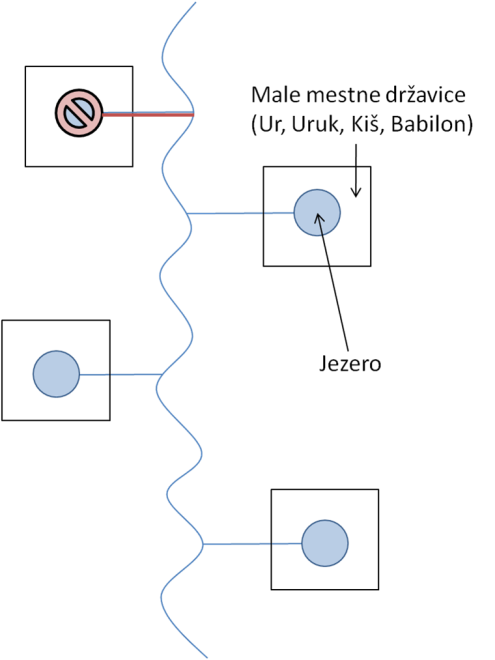 Male mestne državice
(Ur, Uruk, Kiš, Babilon)
Jezero